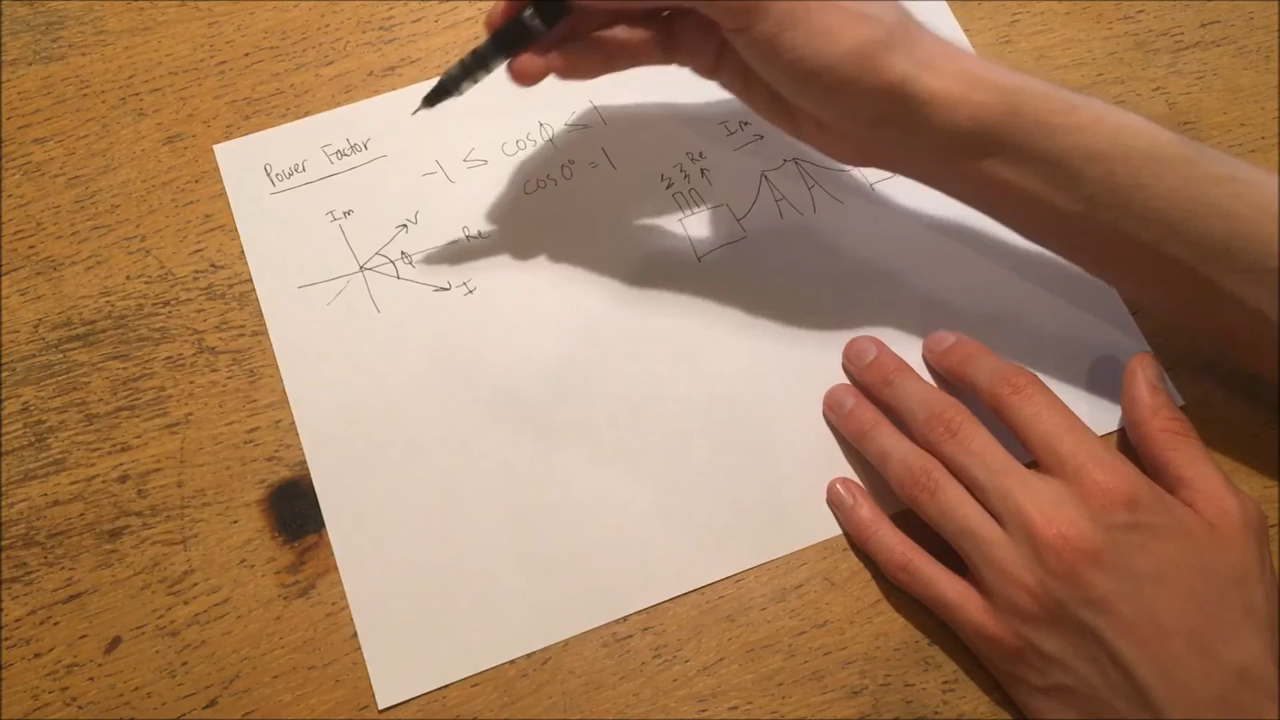 Power Factor
-1 ≤ cosϕ ≤ 1
cos0° = 1
Im
V
Re
ϕ
I
Im
Re